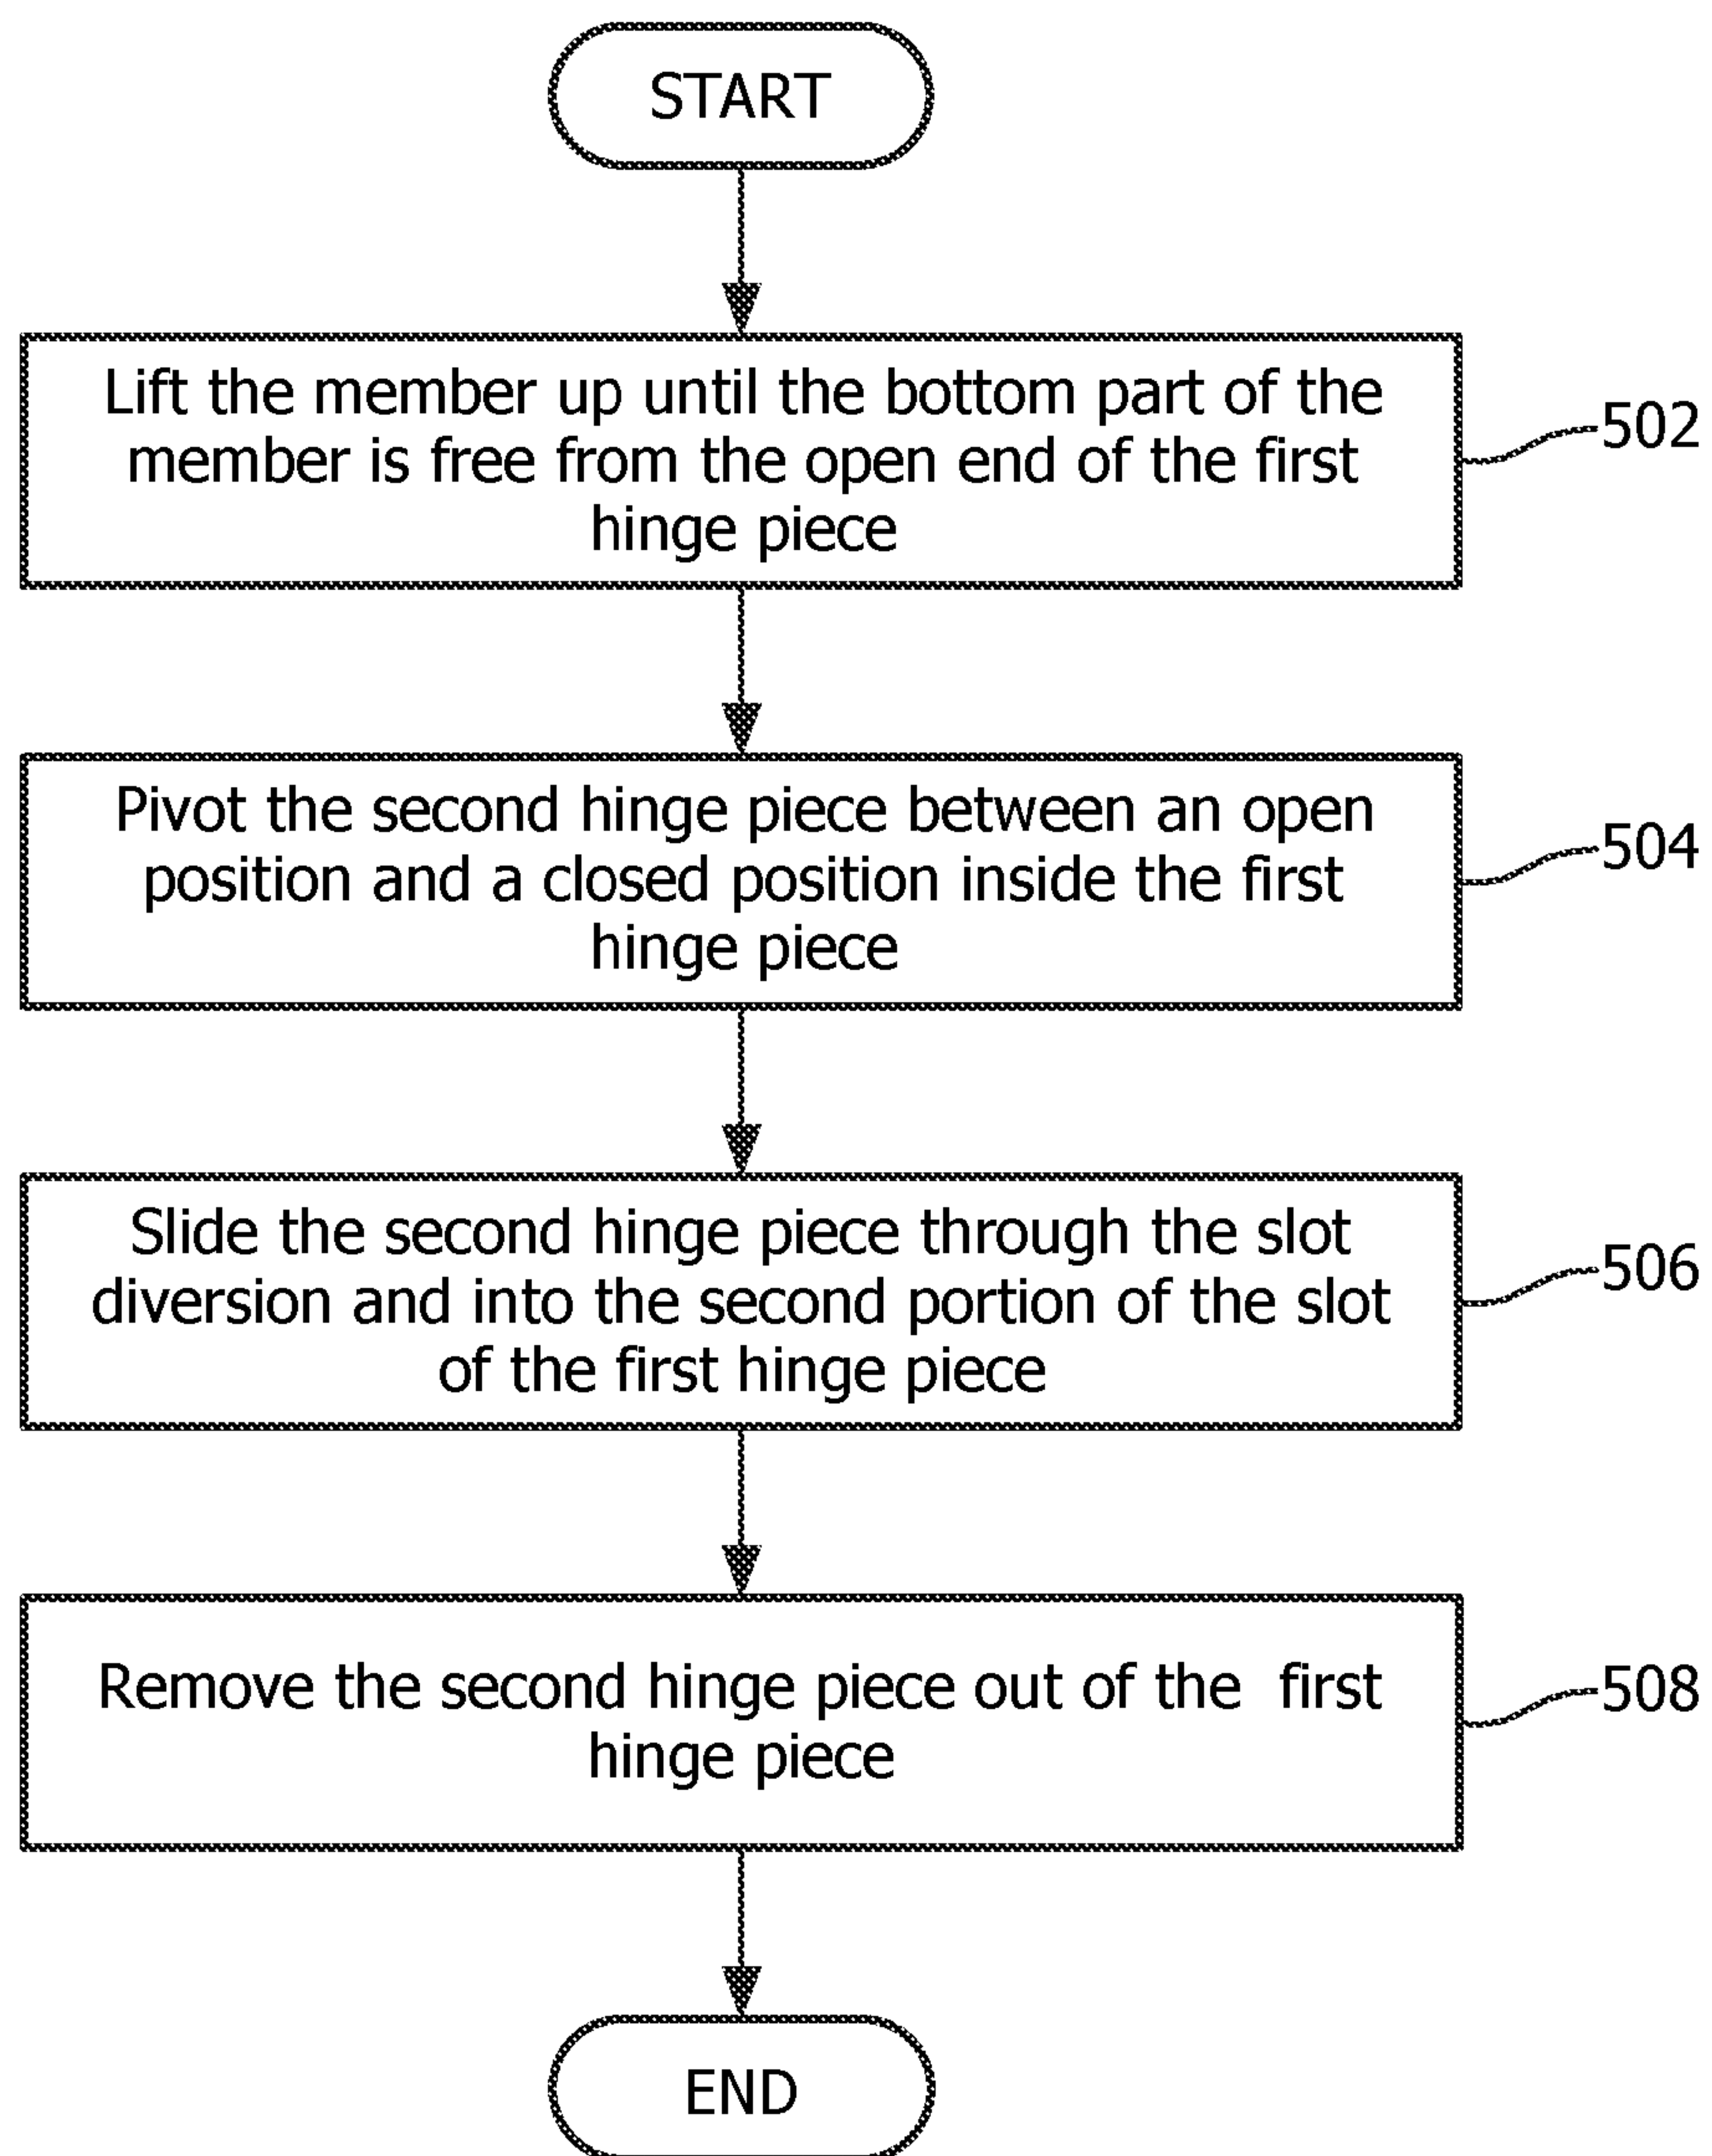 START
Lift the member up until the bottom part of the
member is free from the open end of the first
hinge piece
502
Pivot the second hinge piece between an open
position and a closed position inside the first
hinge piece
504
Slide the second hinge piece through the slot
diversion and into the second portion of the slot
of the first hinge piece
506
Remove the second hinge piece out of the  first
hinge piece
508
END